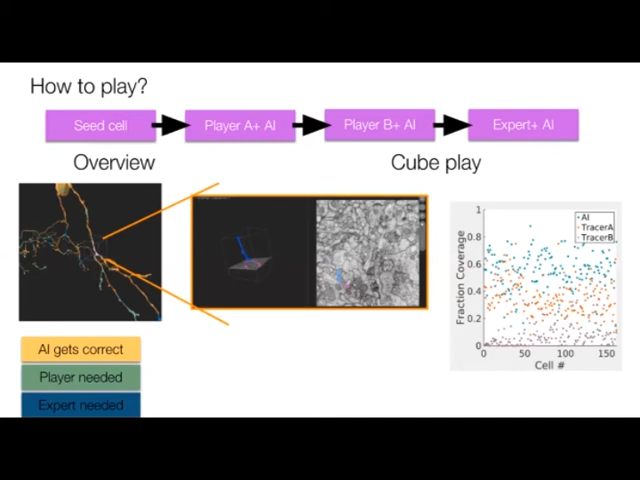 How to play?
Seed cell
Player A+ AI
Player B+ AI
Expert+ AI
Overview
Cube play
AI gets correct
Player needed
Expert needed
Fraction Coverage
1
0.8
0.6
0.4
0.2
0
AI
TracerA
TracerB
0 50 100 150
Cell #